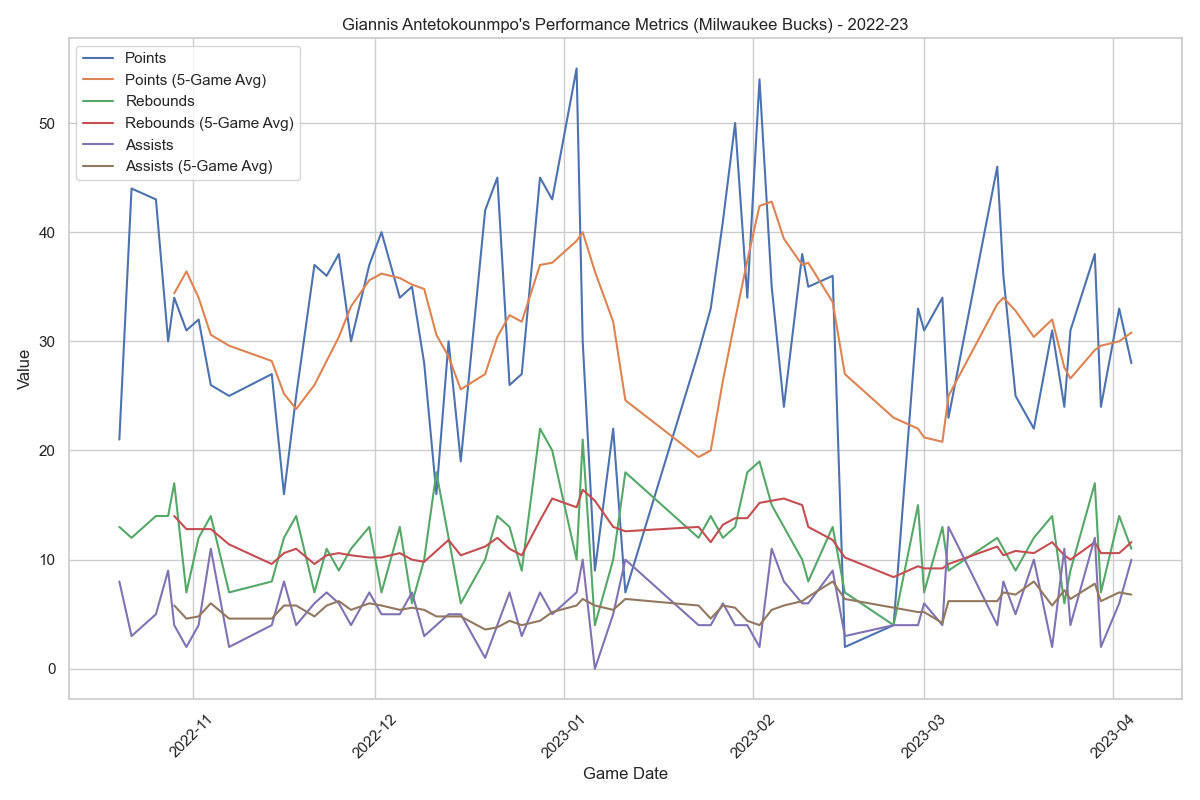 Giannis Antetokounmpo's Performance Metrics (Milwaukee Bucks) - 2022-23
Points
Points (5-Game Avg)
Rebounds
Rebounds (5-Game Avg)
Assists
Assists (5-Game Avg)
Value
50
40
30
20
10
0
2022-11
2022-12
2023-01
2023-02
2023-03
2023-04
Game Date